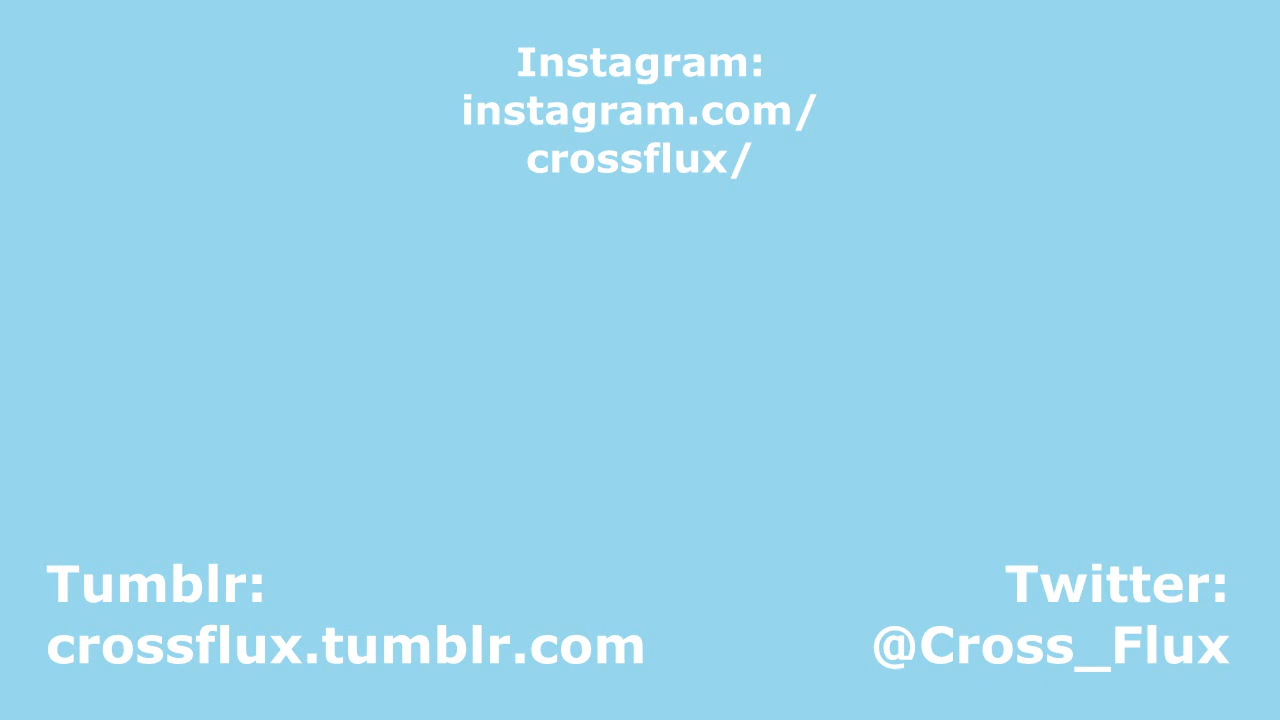 Instagram:
instagram.com/
crossflux/
Tumblr:
crossflux.tumblr.com
Twitter:
@Cross_Flux